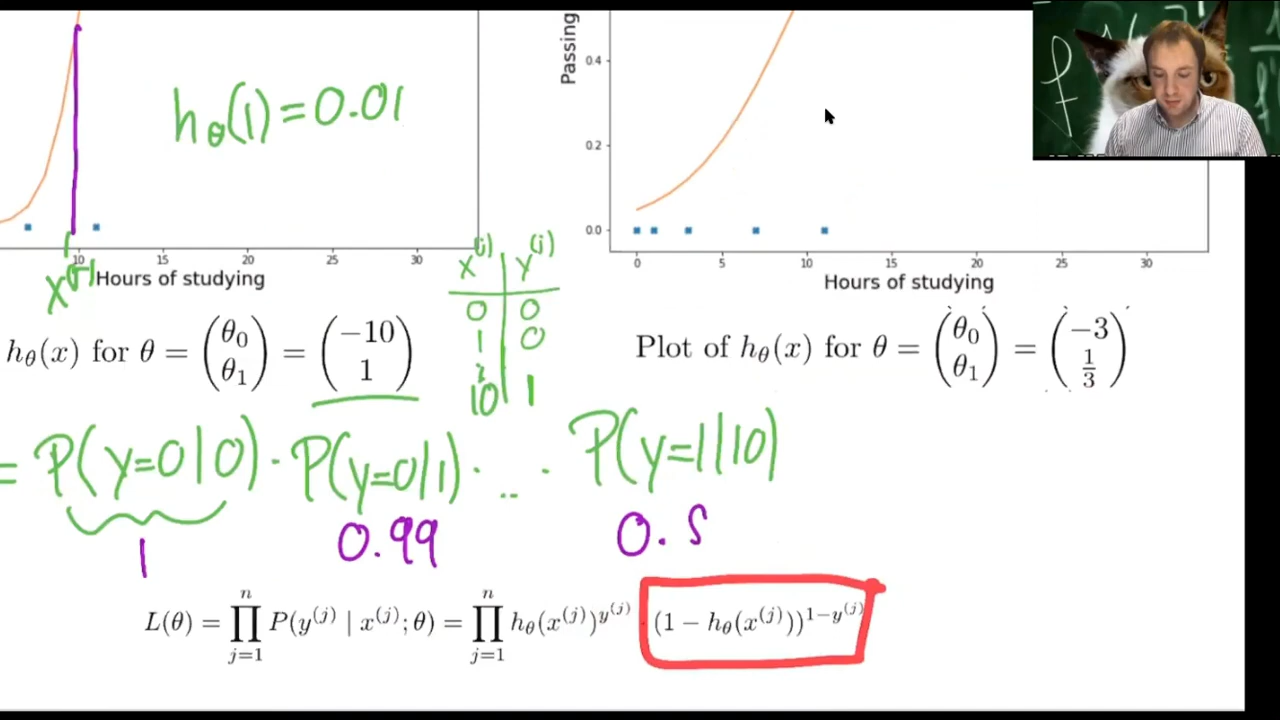 h_θ(1) = 0.01
10 15 20 25 30
Hours of studying
x^(j) y^(j)
0 0
1 0
10 1
Passing
0.4
0.2
0.0
0 5 10 15 20 25 30
Hours of studying
h_θ(x) for θ = (θ_0 θ_1) = (−10 1)
Plot of h_θ(x) for θ = (θ_0 θ_1) = (−3 1/3)
= P(y=0|0) · P(y=0|1) · .. · P(y=1|10)
1 0.99 0.
L(θ) = ∏_{j=1}^{n} P(y^(j) | x^(j); θ) = ∏_{j=1}^{n} h_θ(x^(j))^{y^(j)} · (1 − h_θ(x^(j)))^{1−y^(j)}